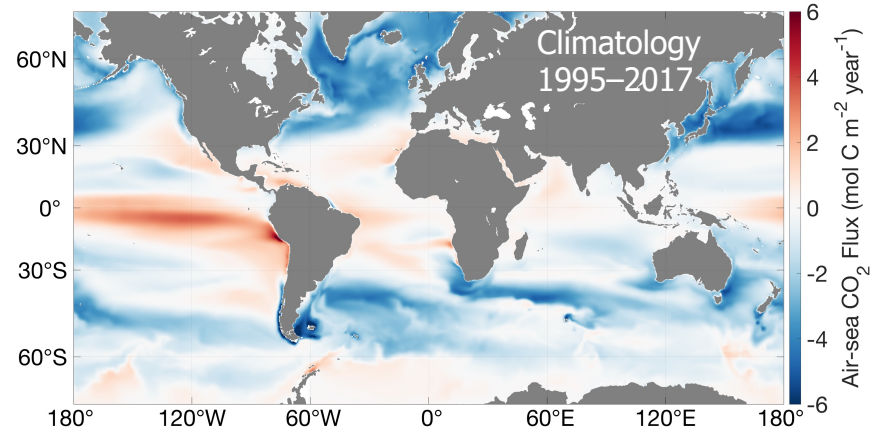 Climatology
1995–2017
60°N
30°N
0°
30°S
60°S
180°
120°W
60°W
0°
60°E
120°E
180°
6
4
2
0
-2
-4
-6
Air-sea CO2 Flux (mol C m-2 year-1)